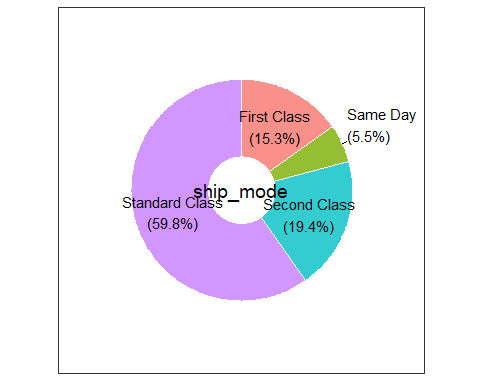 First Class
(15.3%)
Same Day
(5.5%)
ship_mode
Standard Class
(59.8%)
Second Class
(19.4%)